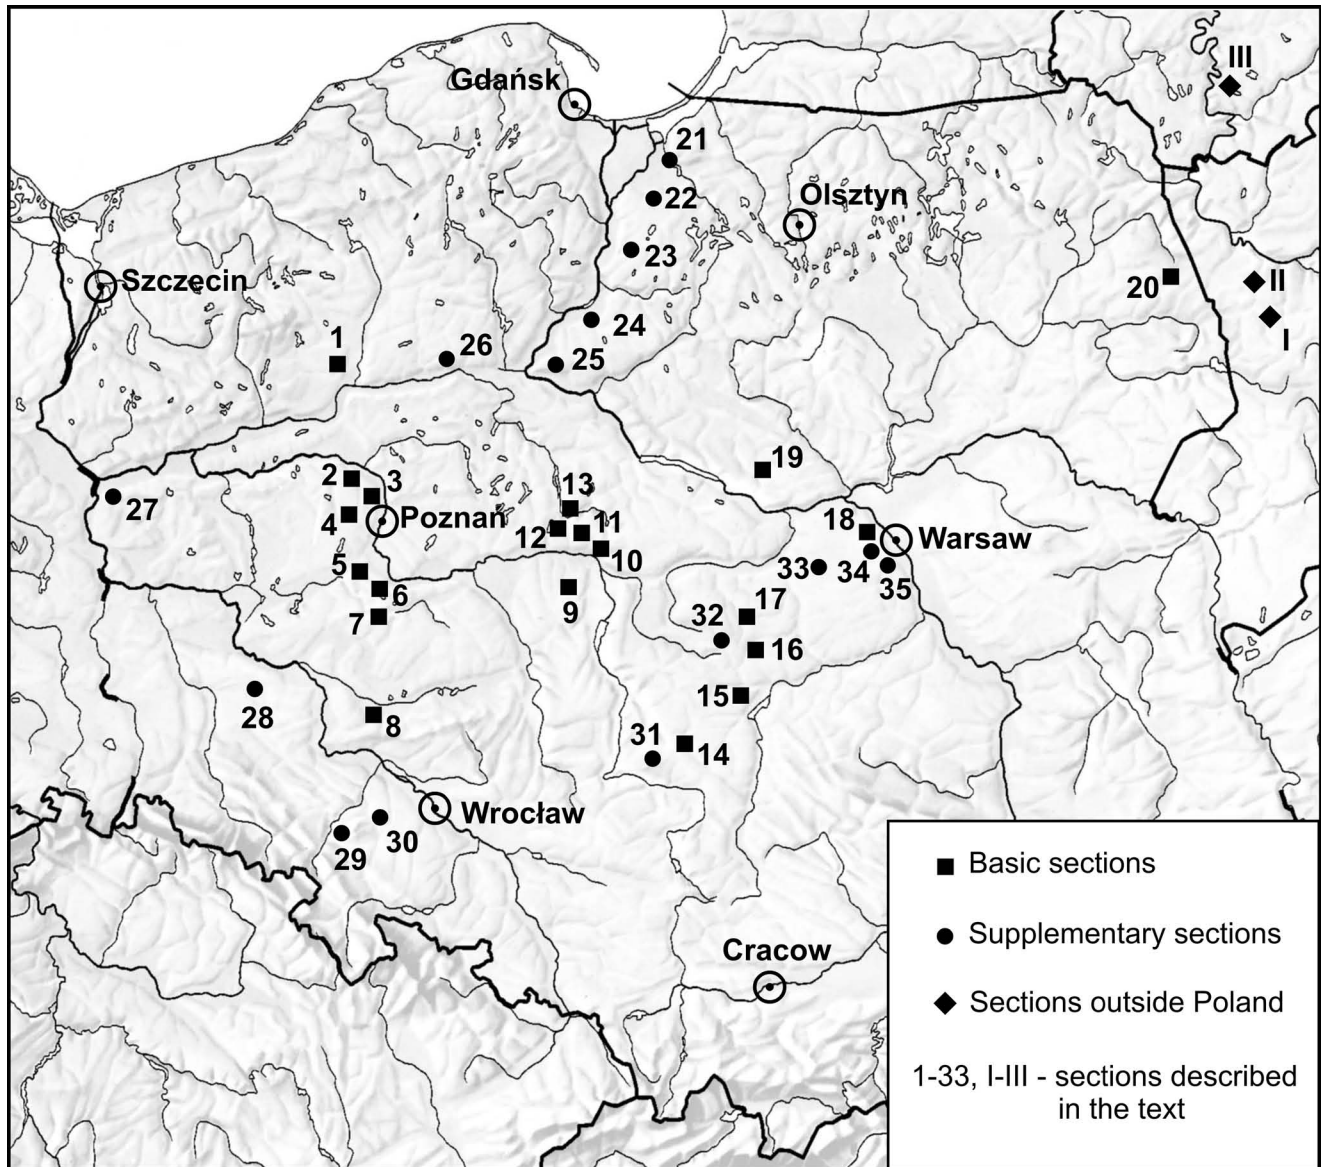 III
Gdańsk
21
Olsztyn
22
23
Szczecin
20
II
24
I
1
26
25
19
2
3
13
27
4
Poznań
18
12
11
Warsaw
10
5
33
34
35
6
9
7
17
32
16
28
15
8
31
14
Wrocław
30
29
Basic sections
Supplementary sections
Cracow
Sections outside Poland
1-33, I-III - sections described
in the text